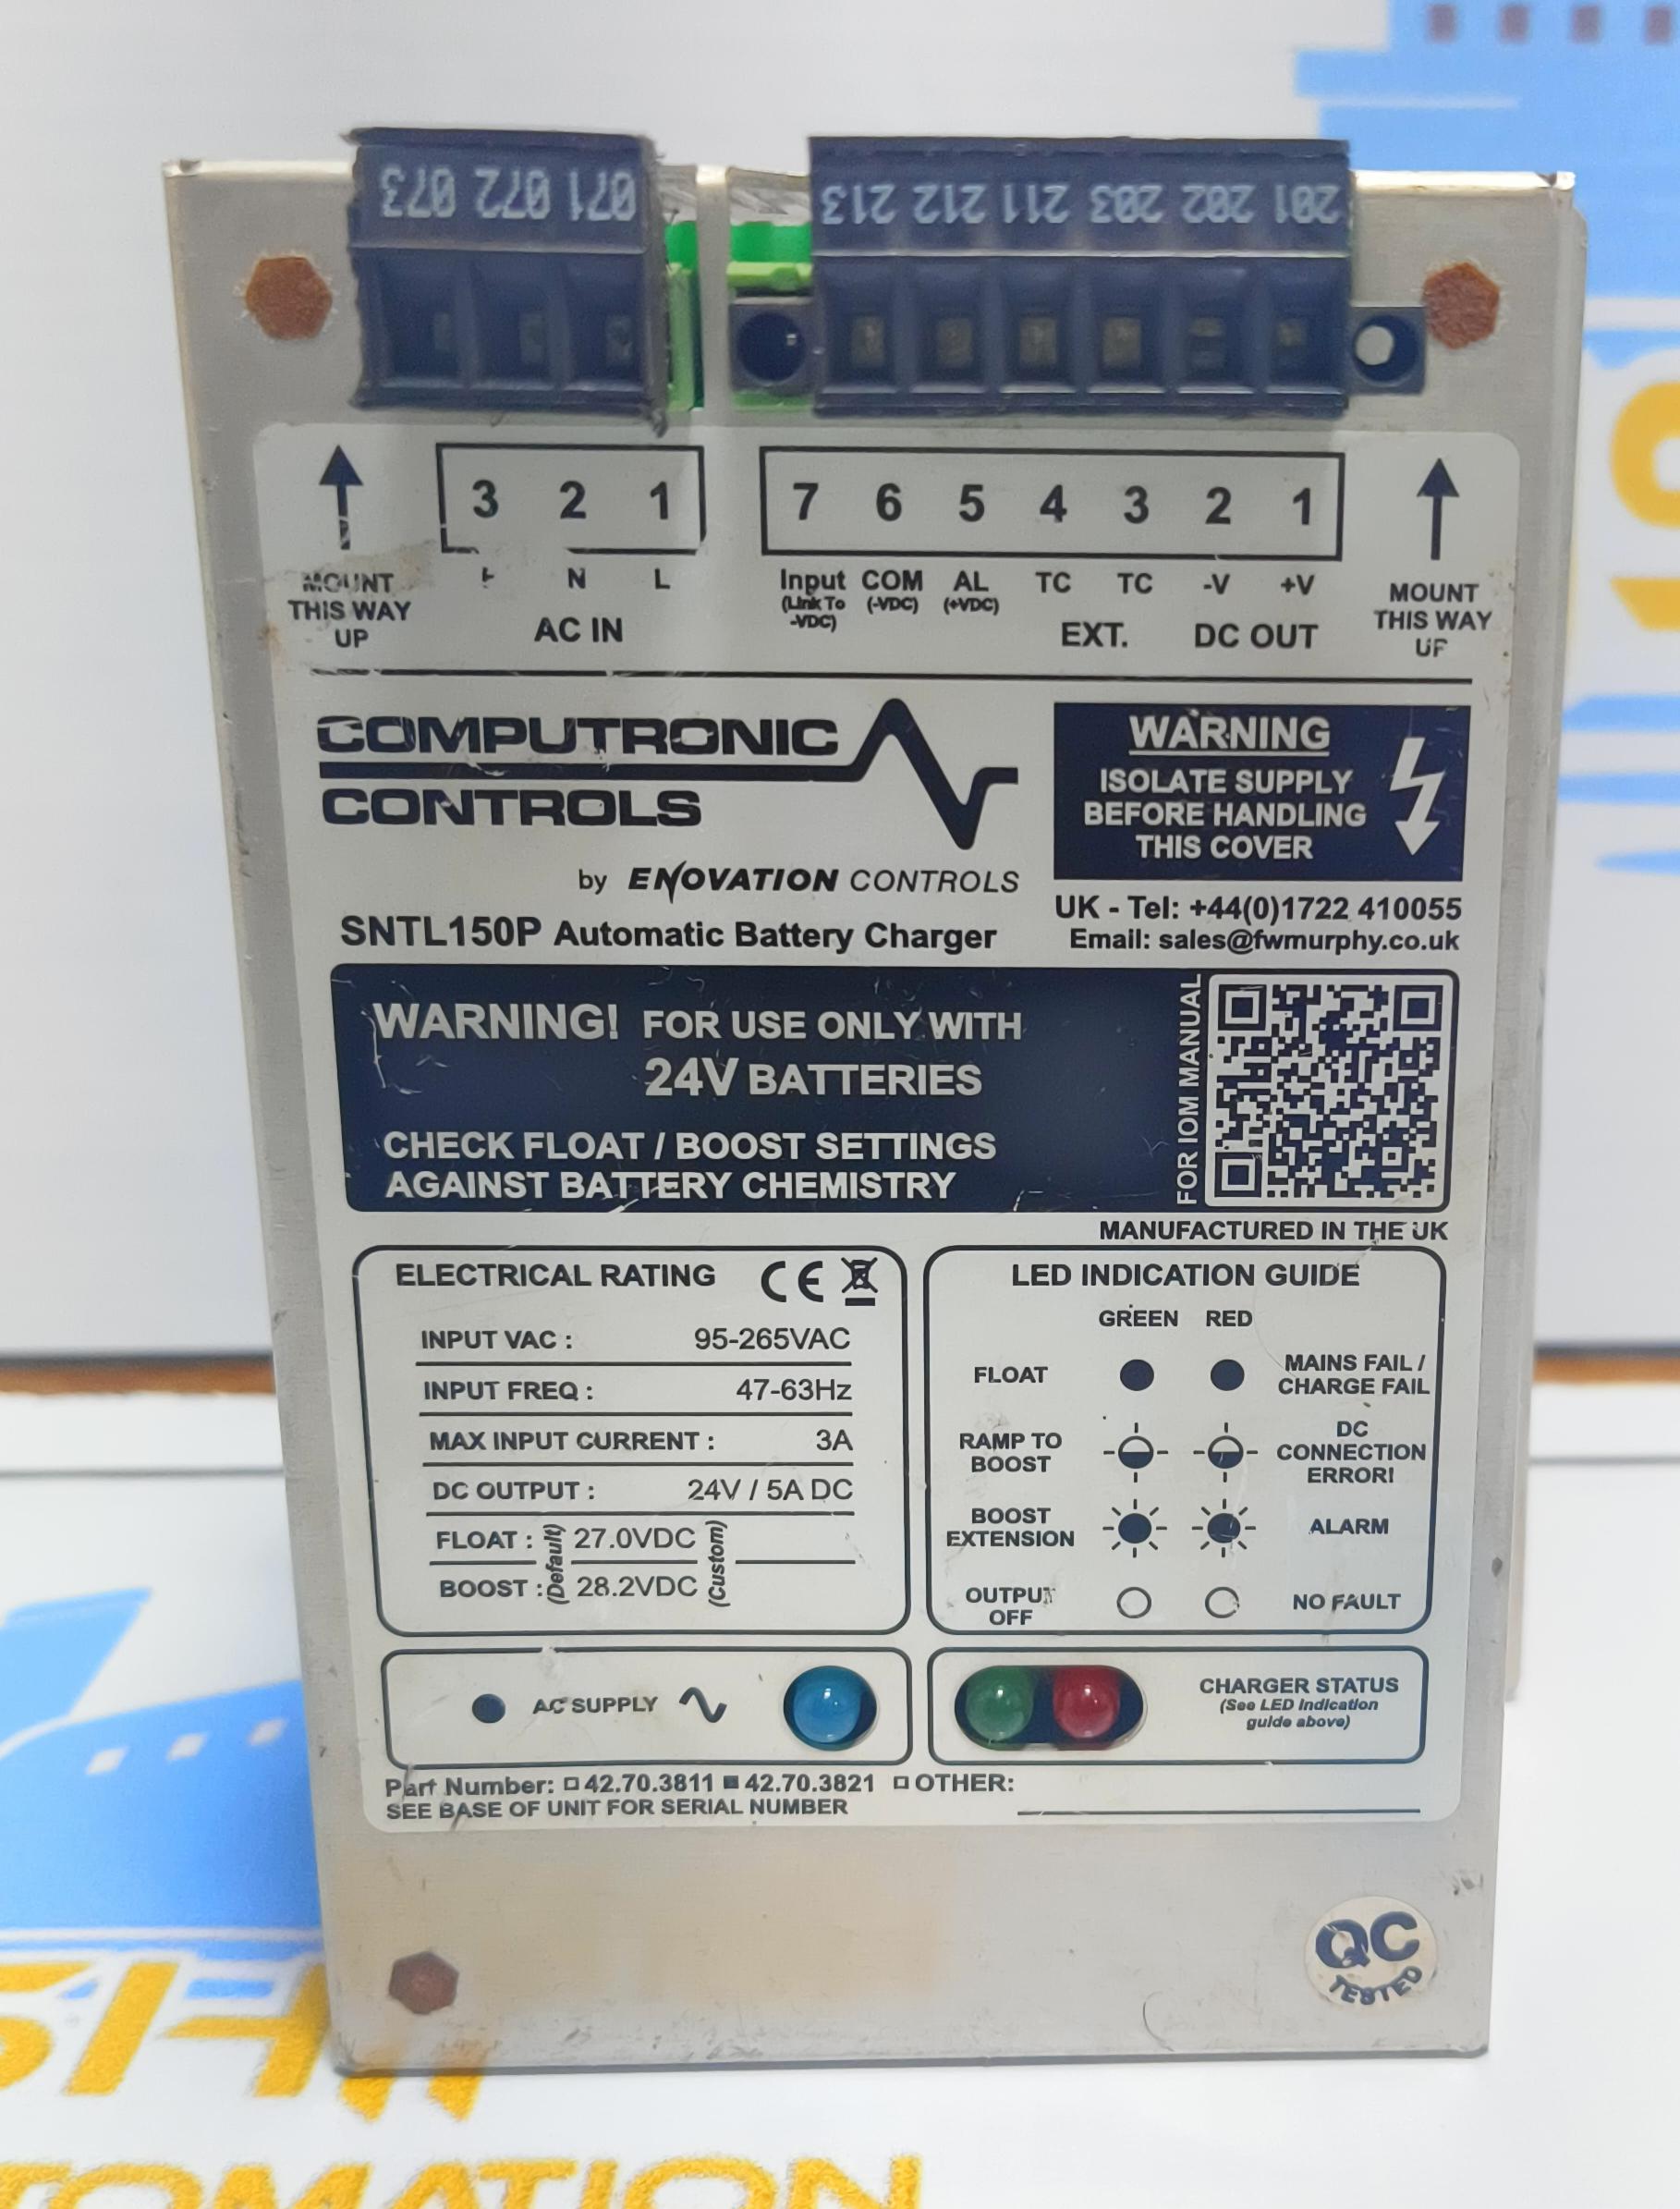 073 072 071
213 212 211 203 202 201
3 2 1
7 6 5 4 3 2 1
N L
AC IN
Input COM AL TC TC -V +V
(Link To (-VDC) (+VDC)
-VDC)
EXT. DC OUT
MOUNT
THIS WAY
UP
MOUNT
THIS WAY
UP
COMPUTRONIC
CONTROLS
by ENOVATION CONTROLS
WARNING
ISOLATE SUPPLY
BEFORE HANDLING
THIS COVER
UK - Tel: +44(0)1722 410055
Email: sales@fwmurphy.co.uk
SNTL150P Automatic Battery Charger
WARNING! FOR USE ONLY WITH
24V BATTERIES
CHECK FLOAT / BOOST SETTINGS
AGAINST BATTERY CHEMISTRY
FOR IOM MANUAL
MANUFACTURED IN THE UK
ELECTRICAL RATING CE
INPUT VAC : 95-265VAC
INPUT FREQ : 47-63Hz
MAX INPUT CURRENT : 3A
DC OUTPUT : 24V / 5A DC
FLOAT : 27.0VDC
BOOST : 28.2VDC
(Default)
(Custom)
LED INDICATION GUIDE
GREEN RED
FLOAT MAINS FAIL /
CHARGE FAIL
RAMP TO
BOOST
DC
CONNECTION
ERROR!
BOOST
EXTENSION
ALARM
OUTPUT
OFF
NO FAULT
AC SUPPLY
CHARGER STATUS
(See LED Indication
guide above)
Part Number: 42.70.3811 42.70.3821 OTHER:
SEE BASE OF UNIT FOR SERIAL NUMBER
QC
TESTED